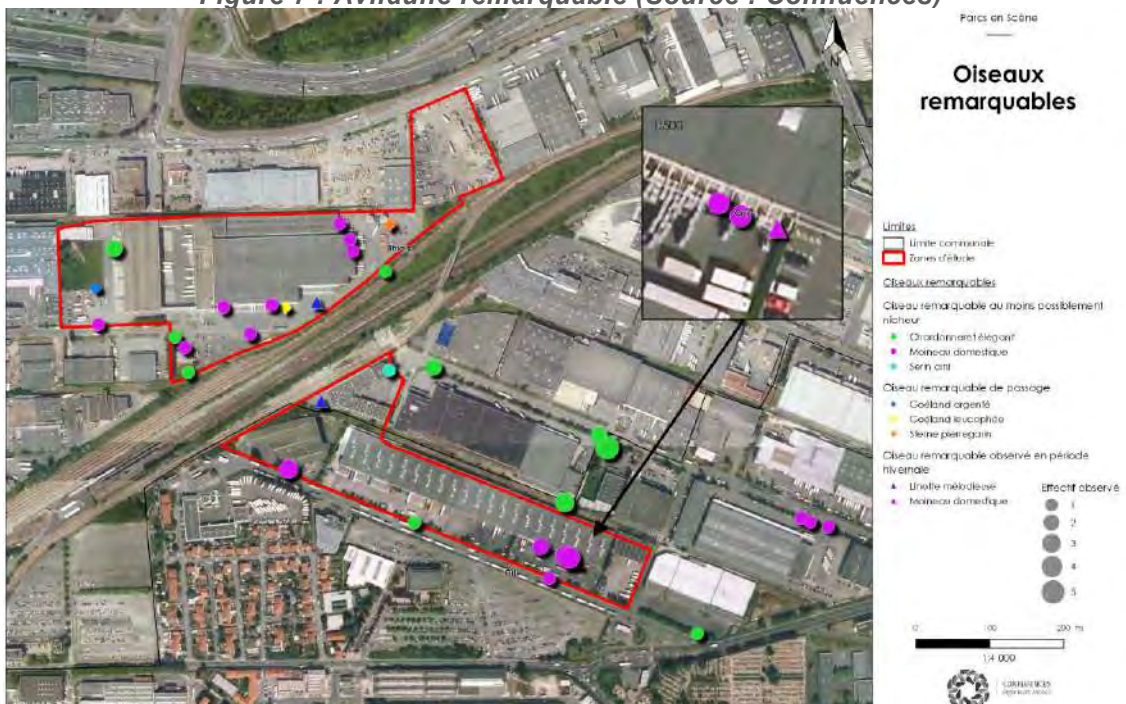 Figure 7 : Avifaune remarquable (Source : Confluences)
Parcs en Scène
Oiseaux
remarquables
N
1:500
Limites
Limite communale
Zones d'étude
Oiseaux remarquables
Oiseau remarquable au moins possiblement
nicheur
Chardonneret élégant
Moineau domestique
Serin cini
Oiseau remarquable de passage
Goéland argenté
Goéland leucophée
Sterne pierregarin
Oiseau remarquable observé en période
hivernale
Linotte mélodieuse
Moineau domestique
Effectif observé
1
2
3
4
5
0 100 200 m
1:4 000
CONFLUENCES